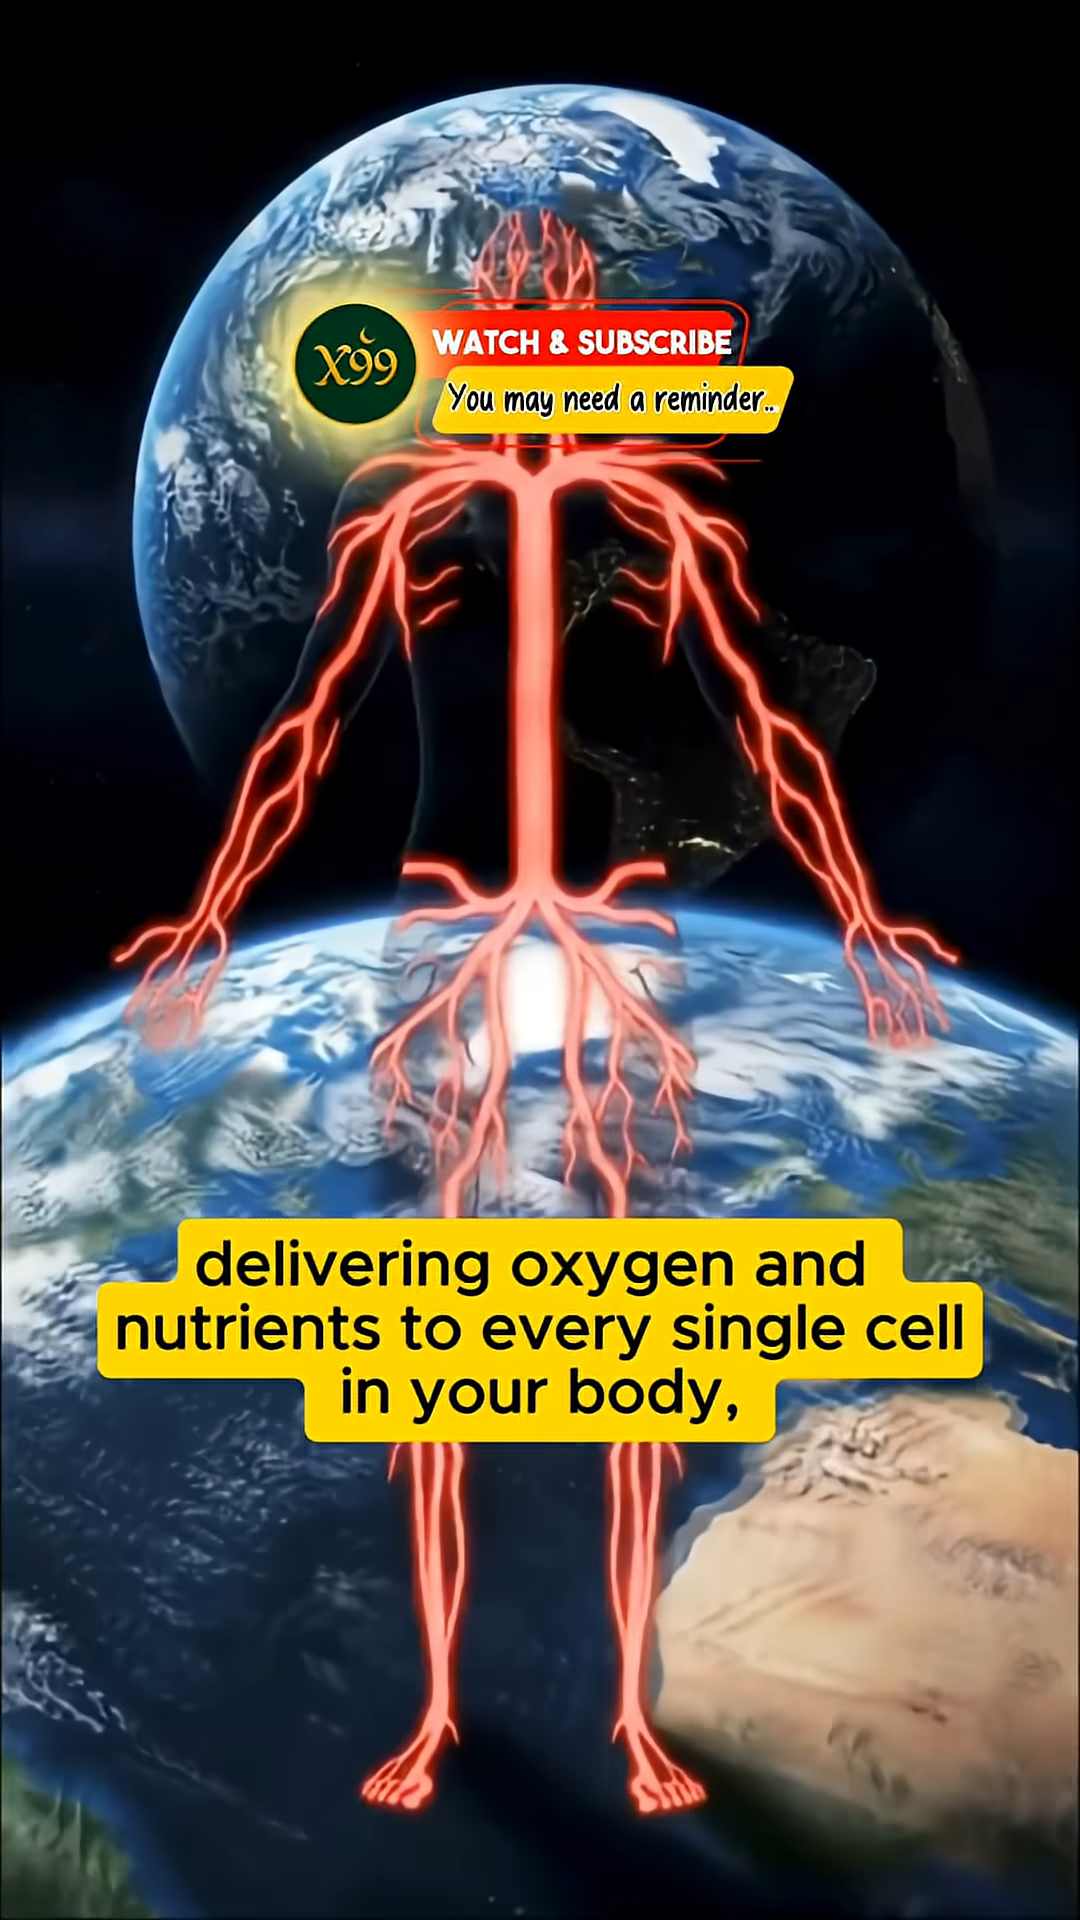 X99
WATCH & SUBSCRIBE
You may need a reminder..
delivering oxygen and
nutrients to every single cell
in your body,